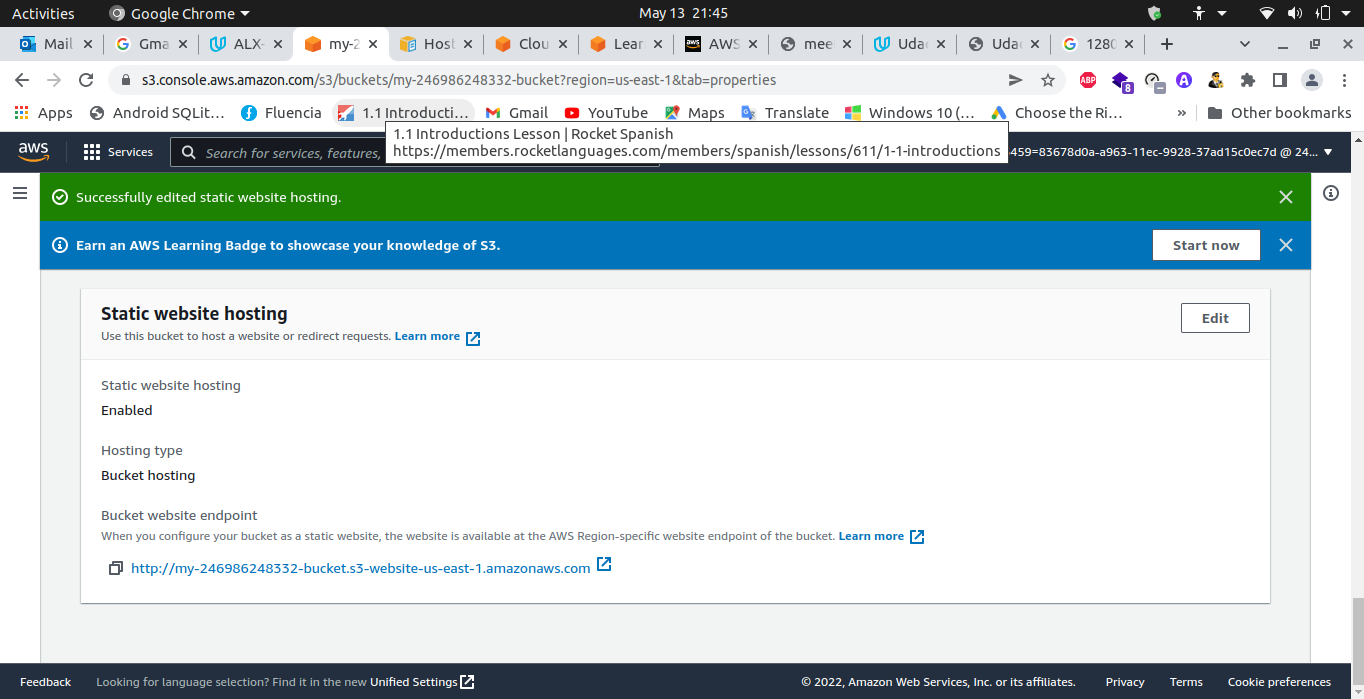 Activities
Google Chrome
May 13 21:45
Mail
Gma
ALX-
my-2
Host
Clou
Lear
aws
AWS
mee
Uda
Udac
1280
s3.console.aws.amazon.com/s3/buckets/my-246986248332-bucket?region=us-east-1&tab=properties
ABP
8
Apps
Android SQLit...
Fluencia
1.1 Introducti...
Gmail
YouTube
Maps
Translate
Windows 10 (...
Choose the Ri...
»
Other bookmarks
1.1 Introductions Lesson | Rocket Spanish
https://members.rocketlanguages.com/members/spanish/lessons/611/1-1-introductions
aws
Services
Search for services, features,
459=83678d0a-a963-11ec-9928-37ad15c0ec7d @ 24...
Successfully edited static website hosting.
Earn an AWS Learning Badge to showcase your knowledge of S3.
Start now
Static website hosting
Edit
Use this bucket to host a website or redirect requests. Learn more
Static website hosting
Enabled
Hosting type
Bucket hosting
Bucket website endpoint
When you configure your bucket as a static website, the website is available at the AWS Region-specific website endpoint of the bucket. Learn more
http://my-246986248332-bucket.s3-website-us-east-1.amazonaws.com
Feedback
Looking for language selection? Find it in the new Unified Settings
© 2022, Amazon Web Services, Inc. or its affiliates.
Privacy
Terms
Cookie preferences